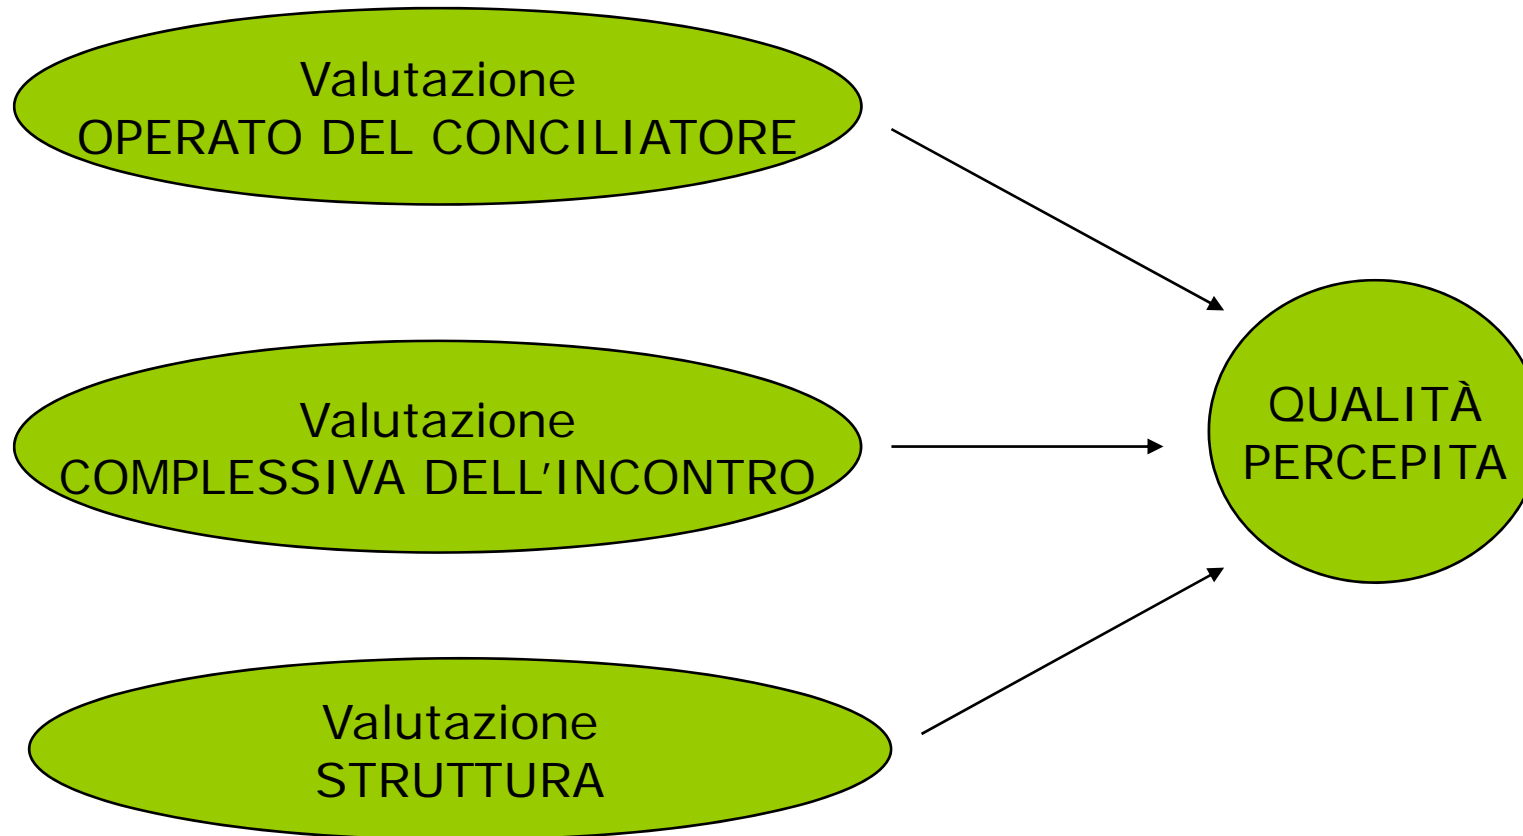 Valutazione
OPERATO DEL CONCILIATORE
Valutazione
COMPLESSIVA DELL’INCONTRO
QUALITÀ
PERCEPITA
Valutazione
STRUTTURA